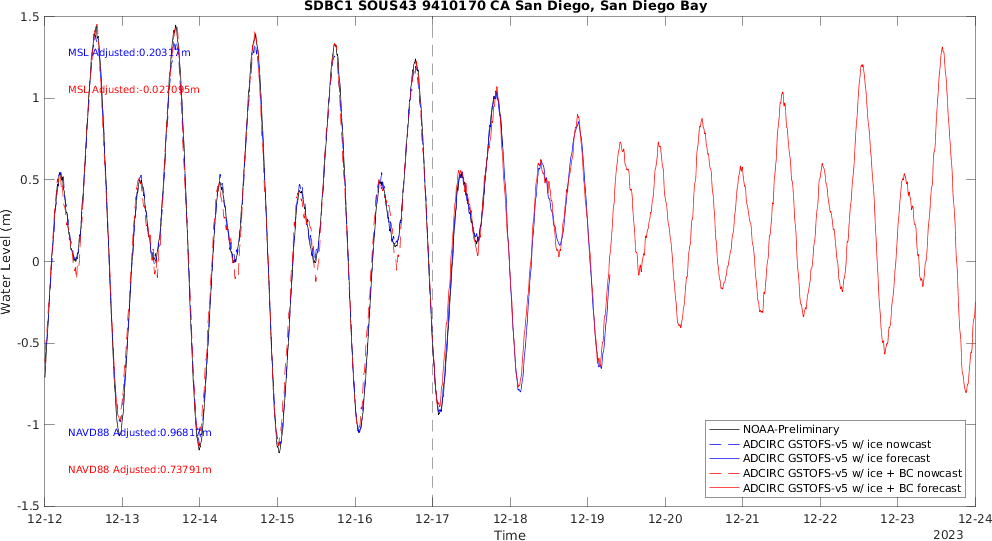 SDBC1 SOUS43 9410170 CA San Diego, San Diego Bay
1.5
1
0.5
0
-0.5
-1
-1.5
Water Level (m)
MSL Adjusted:-0.027095m
NAVD88 Adjusted:0.73791m
NOAA-Preliminary
ADCIRC GSTOFS-v5 w/ ice nowcast
ADCIRC GSTOFS-v5 w/ ice forecast
ADCIRC GSTOFS-v5 w/ ice + BC nowcast
ADCIRC GSTOFS-v5 w/ ice + BC forecast
12-12 12-13 12-14 12-15 12-16 12-17 12-18 12-19 12-20 12-21 12-22 12-23 12-24
Time
2023
MSL Adjusted:
NAVD88 Adjusted: